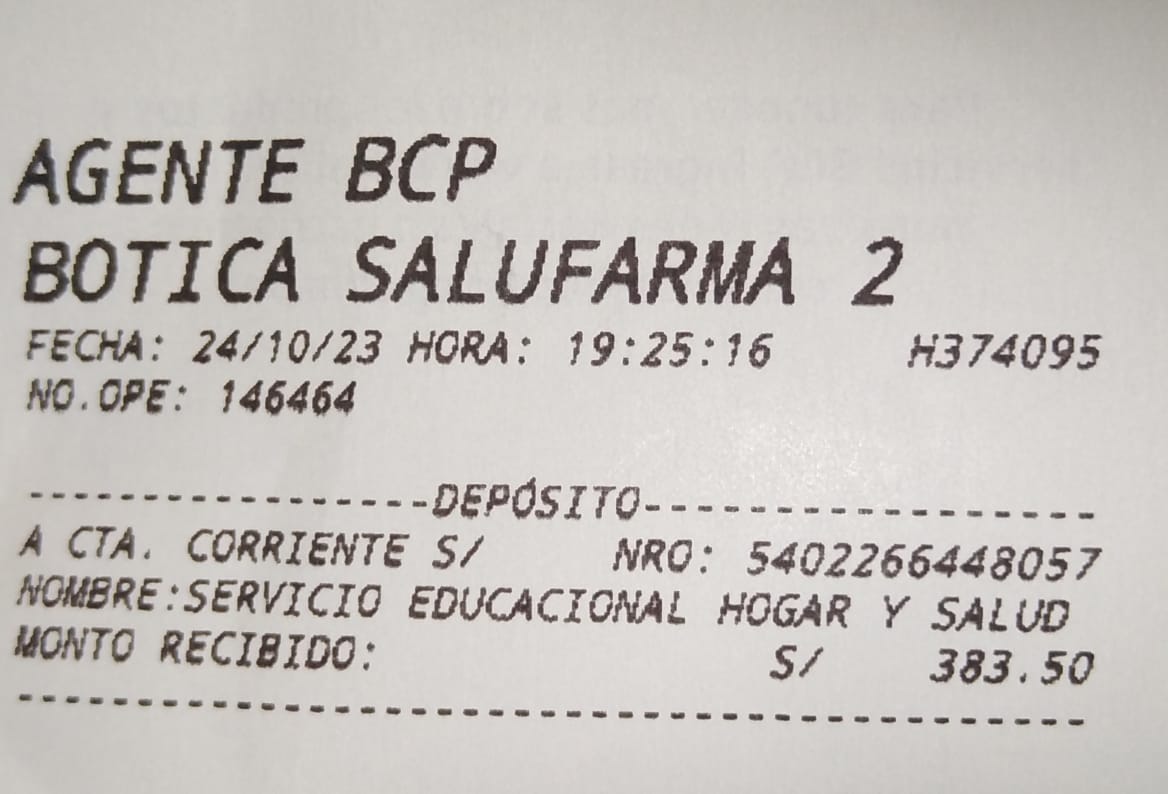 AGENTE BCP
BOTICA SALUFARMA 2
FECHA: 24/10/23 HORA: 19:25:16 H374095
NO.OPE: 146464
-----------------DEPÓSITO-------------------
A CTA. CORRIENTE S/ NRO: 5402266448057
NOMBRE:SERVICIO EDUCACIONAL HOGAR Y SALUD
MONTO RECIBIDO: S/ 383.50
---------------------------------------------